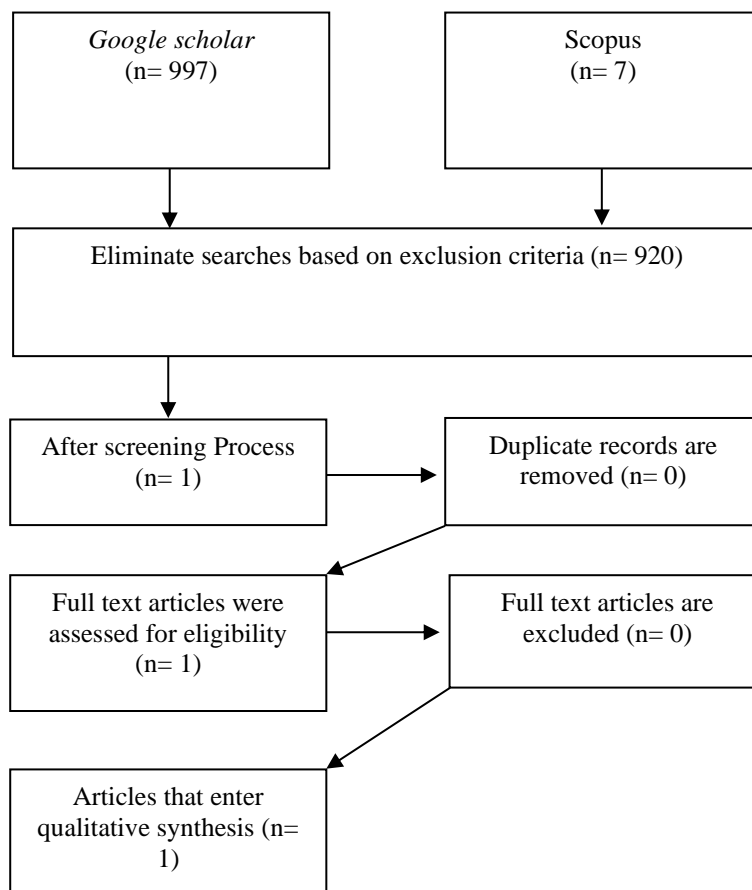 Google scholar
(n= 997)
Scopus
(n= 7)
Eliminate searches based on exclusion criteria (n= 920)
After screening Process
(n= 1)
Duplicate records are
removed (n= 0)
Full text articles were
assessed for eligibility
(n= 1)
Full text articles are
excluded (n= 0)
Articles that enter
qualitative synthesis (n=
1)